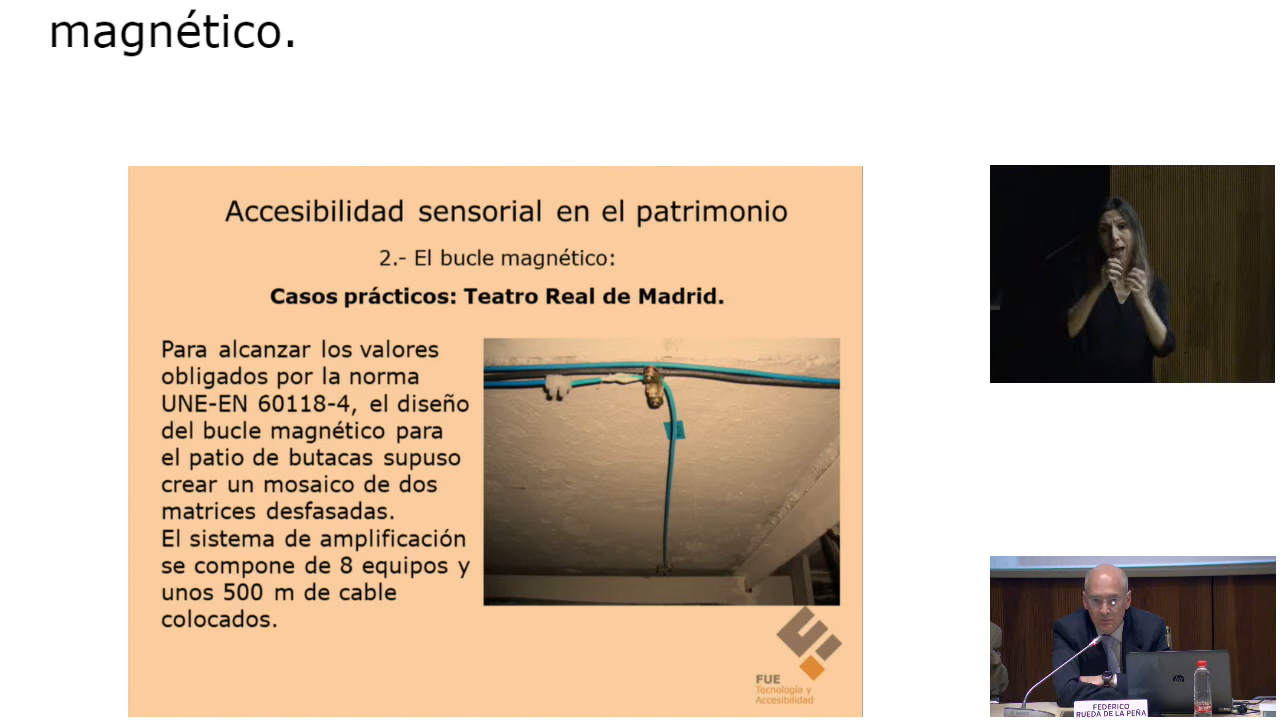 magnético.
Accesibilidad sensorial en el patrimonio
2.- El bucle magnético:
Casos prácticos: Teatro Real de Madrid.
Para alcanzar los valores
obligados por la norma
UNE-EN 60118-4, el diseño
del bucle magnético para
el patio de butacas supuso
crear un mosaico de dos
matrices desfasadas.
El sistema de amplificación
se compone de 8 equipos y
unos 500 m de cable
colocados.
FUE
Tecnología y
Accesibilidad
FEDERICO
RUEDA DE LA PEÑA